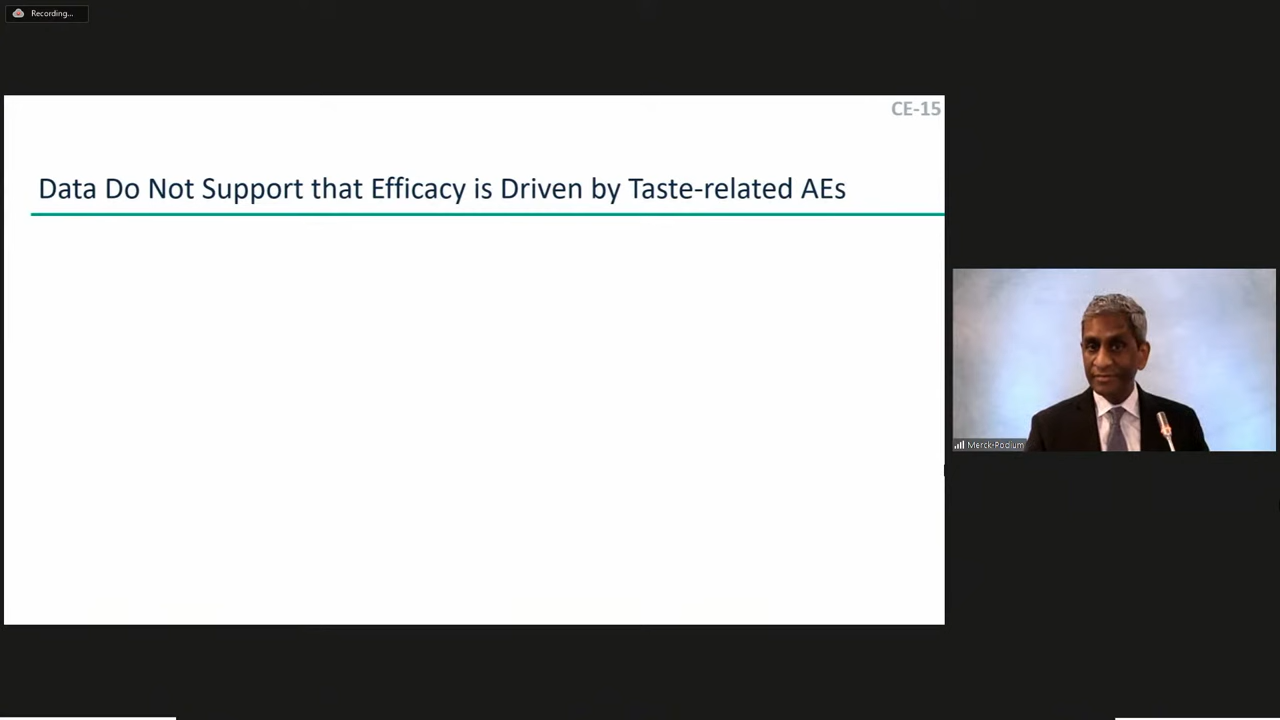 Recording...
CE-15
Data Do Not Support that Efficacy is Driven by Taste-related AEs
Merck-Podium